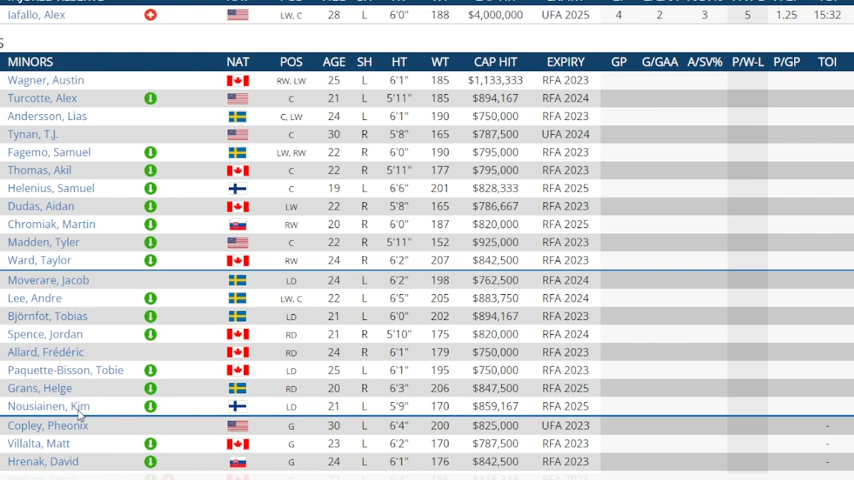 Iafallo, Alex LW, C 28 L 6'0" 188 $4,000,000 UFA 2025 4 2 3 5 1.25 15:32
S
MINORS NAT POS AGE SH HT WT CAP HIT EXPIRY GP G/GAA A/SV% P/W-L P/GP TOI
Wagner, Austin RW, LW 25 L 6'1" 185 $1,133,333 RFA 2023
Turcotte, Alex C 21 L 5'11" 185 $894,167 RFA 2024
Andersson, Lias C, LW 24 L 6'1" 190 $750,000 RFA 2023
Tynan, T.J. C 30 R 5'8" 165 $787,500 UFA 2024
Fagemo, Samuel LW, RW 22 R 6'0" 190 $795,000 RFA 2023
Thomas, Akil C 22 R 5'11" 177 $795,000 RFA 2023
Helenius, Samuel C 19 L 6'6" 201 $828,333 RFA 2025
Dudas, Aidan LW 22 R 5'8" 165 $786,667 RFA 2023
Chromiak, Martin RW 20 R 6'0" 187 $820,000 RFA 2025
Madden, Tyler C 22 R 5'11" 152 $925,000 RFA 2023
Ward, Taylor RW 24 R 6'2" 207 $842,500 RFA 2023
Moverare, Jacob LD 24 L 6'2" 198 $762,500 RFA 2024
Lee, Andre LW, C 22 L 6'5" 205 $883,750 RFA 2024
Björnfot, Tobias LD 21 L 6'0" 202 $894,167 RFA 2023
Spence, Jordan RD 21 R 5'10" 175 $820,000 RFA 2024
Allard, Frédéric RD 24 R 6'1" 179 $750,000 RFA 2023
Paquette-Bisson, Tobie LD 25 L 6'1" 195 $750,000 RFA 2023
Grans, Helge RD 20 R 6'3" 206 $847,500 RFA 2025
Nousiainen, Kim LD 21 L 5'9" 170 $859,167 RFA 2025
Copley, Pheonix G 30 L 6'4" 200 $825,000 UFA 2023 -
Villalta, Matt G 23 L 6'2" 170 $787,500 RFA 2023 -
Hrenak, David G 24 L 6'1" 176 $842,500 RFA 2023 -